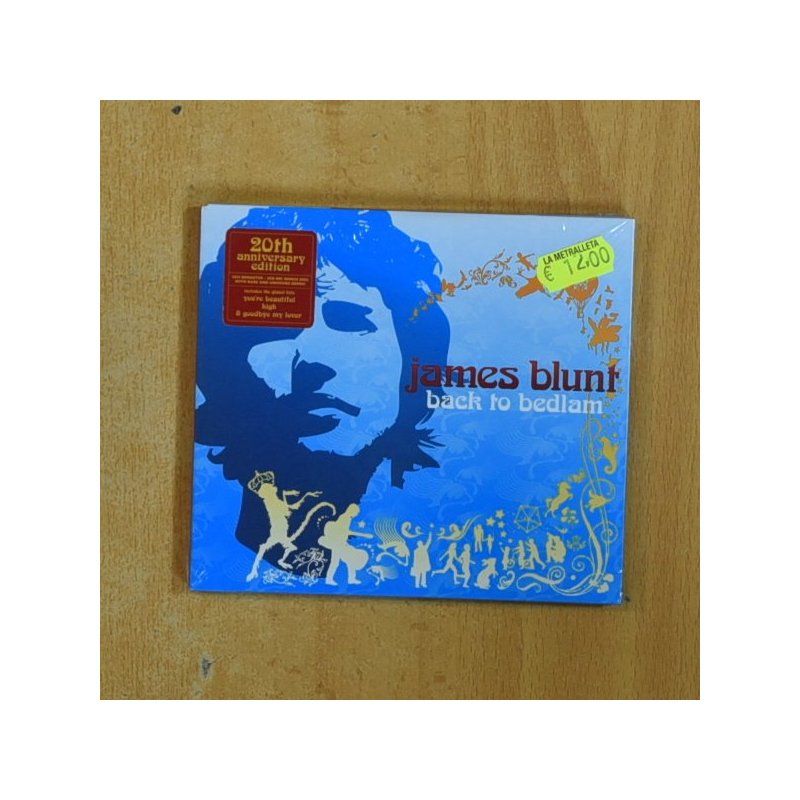 20th
anniversary
edition
includes the global hits
you're beautiful
high
& goodbye my lover
LA METRALLETA
€ 12,00
james blunt
back to bedlam